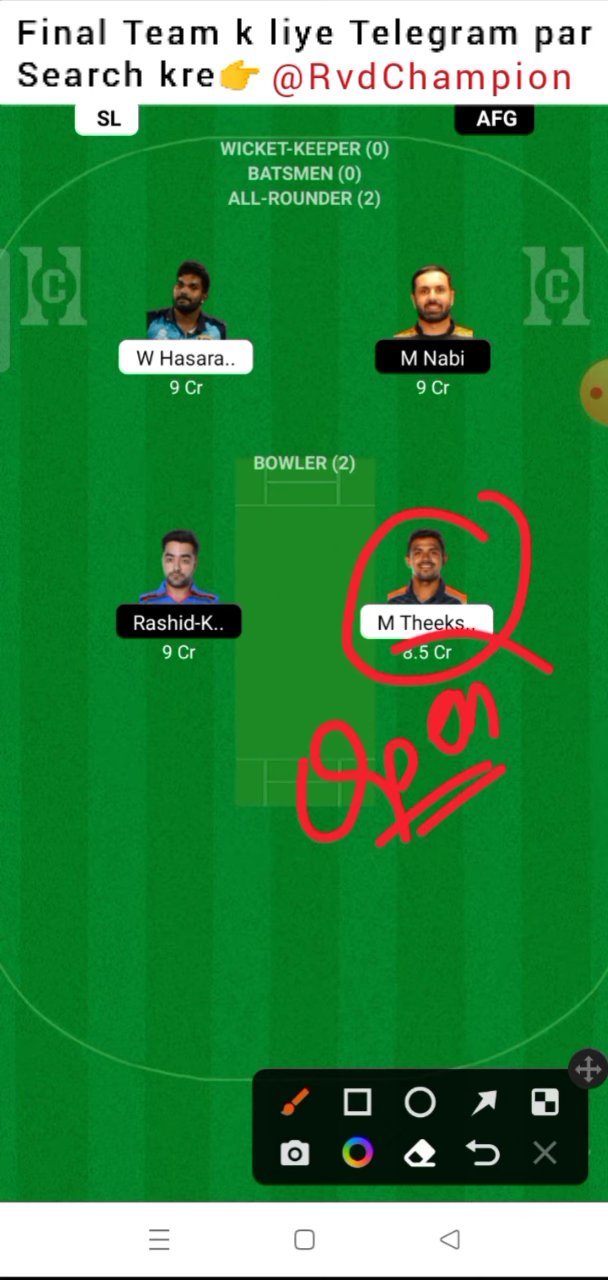 Final Team k liye Telegram par
Search kre👉 @RvdChampion
SL AFG
WICKET-KEEPER (0)
BATSMEN (0)
ALL-ROUNDER (2)
W Hasara.. M Nabi
9 Cr 9 Cr
BOWLER (2)
Rashid-K.. M Theeks..
9 Cr 8.5 Cr